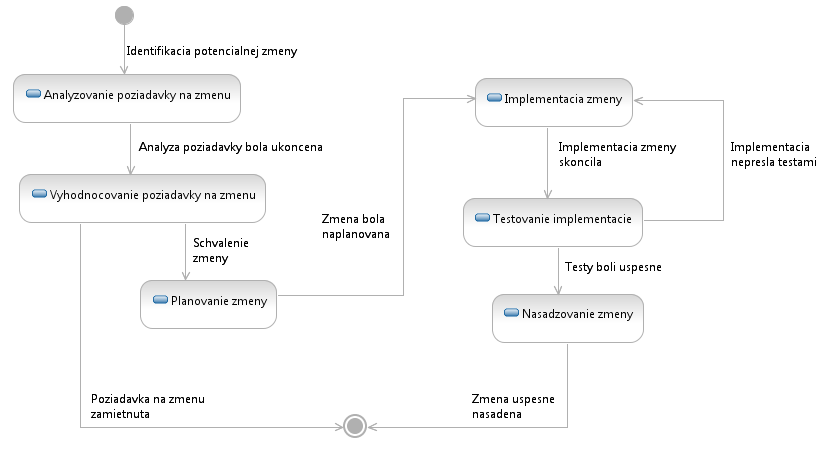 Identifikacia potencialnej zmeny
Analyzovanie poziadavky na zmenu
Analyza poziadavky bola ukoncena
Vyhodnocovanie poziadavky na zmenu
Schvalenie
zmeny
Planovanie zmeny
Zmena bola
naplanovana
Poziadavka na zmenu
zamietnuta
Implementacia zmeny
Implementacia zmeny
skoncila
Implementacia
nepresla testami
Testovanie implementacie
Testy boli uspesne
Nasadzovanie zmeny
Zmena uspesne
nasadena